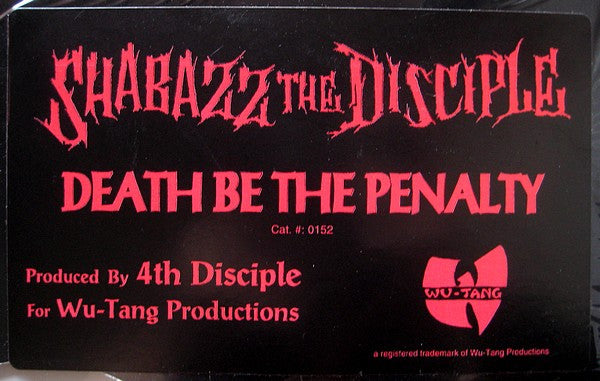 SHABAZZ THE DISCIPLE
DEATH BE THE PENALTY
Cat. #: 0152
Produced By 4th Disciple
For Wu-Tang Productions
WU-TANG
a registered trademark of Wu-Tang Productions